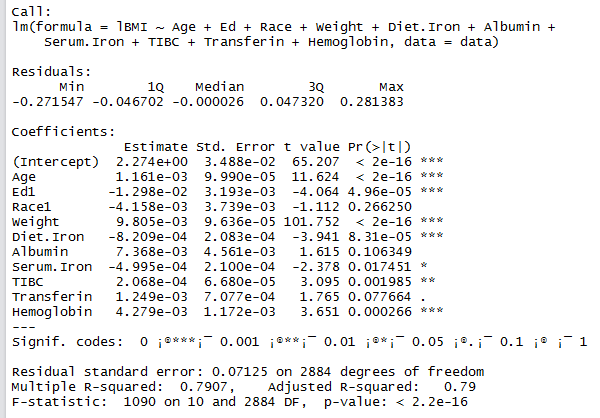 Call:
lm(formula = lBMI ~ Age + Ed + Race + Weight + Diet.Iron + Albumin +
    Serum.Iron + TIBC + Transferin + Hemoglobin, data = data)
Residuals:
      Min        1Q    Median        3Q       Max
-0.271547 -0.046702 -0.000026  0.047320  0.281383
Coefficients:
              Estimate Std. Error t value Pr(>|t|)
(Intercept)  2.274e+00  3.488e-02  65.207  < 2e-16 ***
Age          1.161e-03  9.990e-05  11.624  < 2e-16 ***
Ed1         -1.298e-02  3.193e-03  -4.064 4.96e-05 ***
Race1       -4.158e-03  3.739e-03  -1.112 0.266250
Weight       9.805e-03  9.636e-05 101.752  < 2e-16 ***
Diet.Iron   -8.209e-04  2.083e-04  -3.941 8.31e-05 ***
Albumin      7.368e-03  4.561e-03   1.615 0.106349
Serum.Iron  -4.995e-04  2.100e-04  -2.378 0.017451 *
TIBC         2.068e-04  6.680e-05   3.095 0.001985 **
Transferin   1.249e-03  7.077e-04   1.765 0.077664 .
Hemoglobin   4.279e-03  1.172e-03   3.651 0.000266 ***
---
Signif. codes:  0 ¡®***¡¯ 0.001 ¡®**¡¯ 0.01 ¡®*¡¯ 0.05 ¡®.¡¯ 0.1 ¡® ¡¯ 1
Residual standard error: 0.07125 on 2884 degrees of freedom
Multiple R-squared:  0.7907,	Adjusted R-squared:   0.79
F-statistic:  1090 on 10 and 2884 DF,  p-value: < 2.2e-16